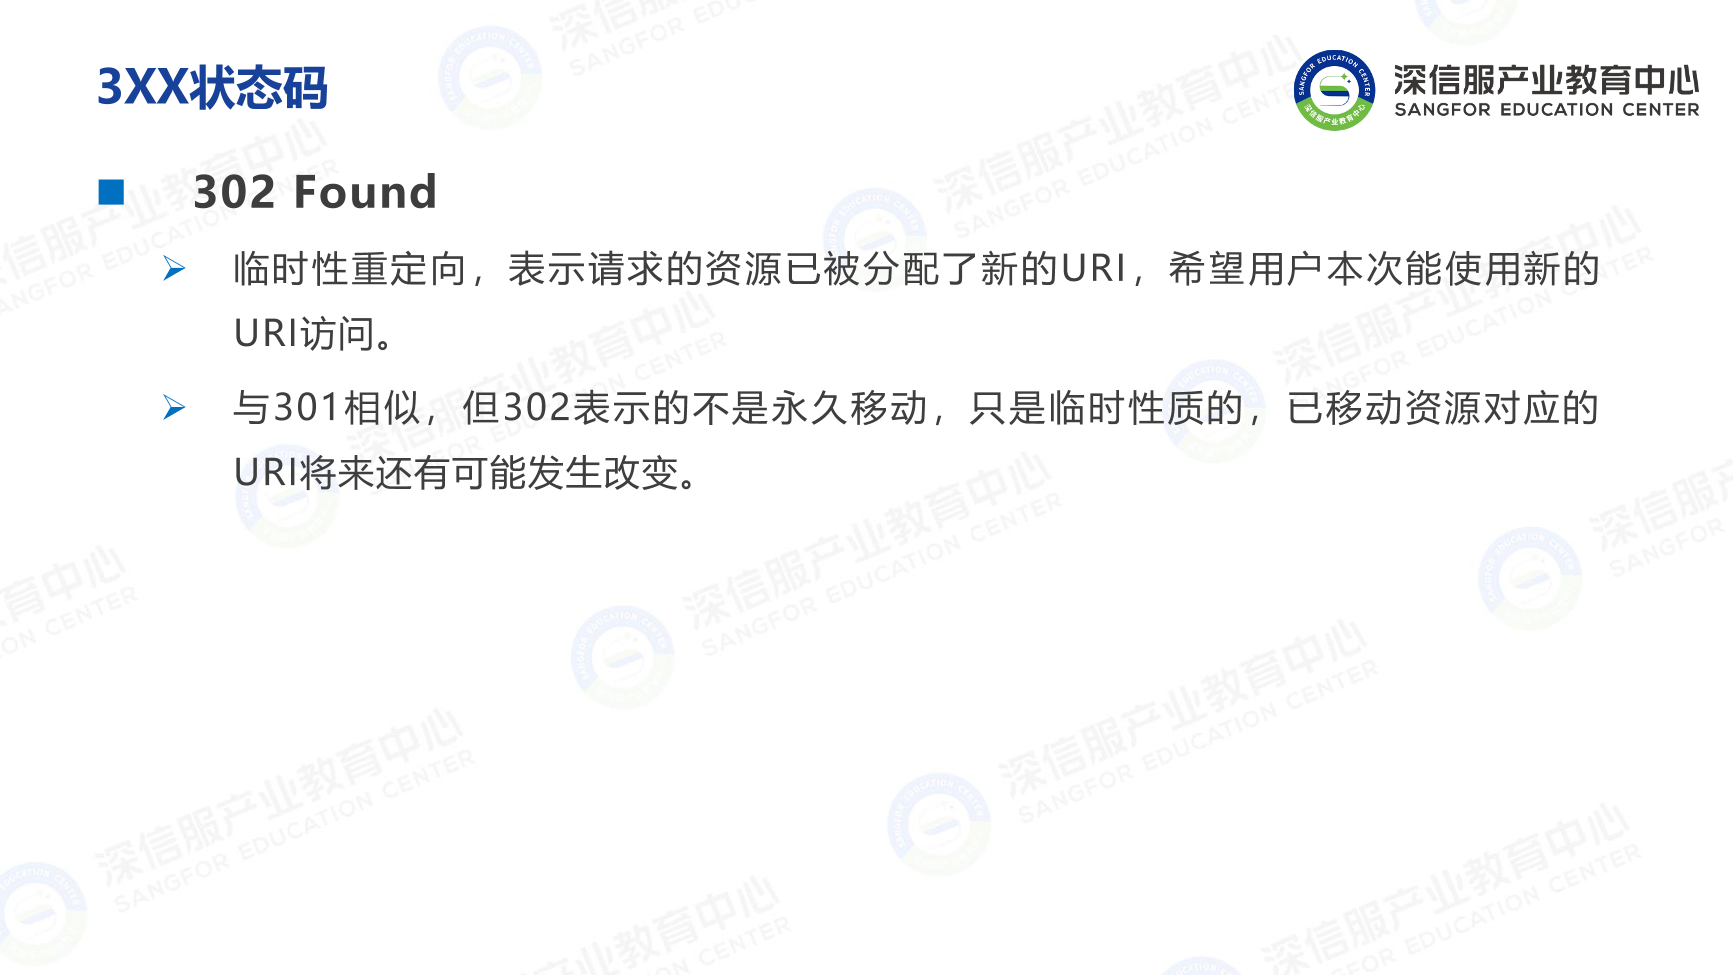 3XX状态码
深信服产业教育中心
SANGFOR EDUCATION CENTER
302 Found
临时性重定向，表示请求的资源已被分配了新的URI，希望用户本次能使用新的
URI访问。
与301相似，但302表示的不是永久移动，只是临时性质的，已移动资源对应的
URI将来还有可能发生改变。